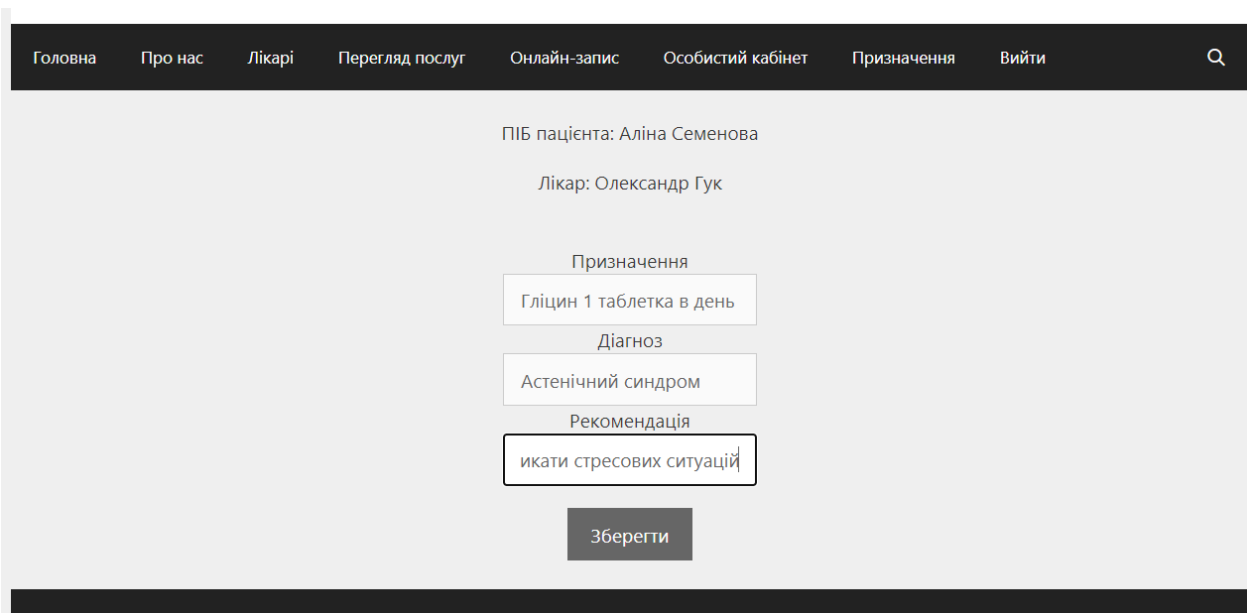 Головна Про нас Лікарі Перегляд послуг Онлайн-запис Особистий кабінет Призначення Вийти
ПІБ пацієнта: Аліна Семенова
Лікар: Олександр Гук
Призначення
Гліцин 1 таблетка в день
Діагноз
Астенічний синдром
Рекомендація
икати стресових ситуацій
Зберегти